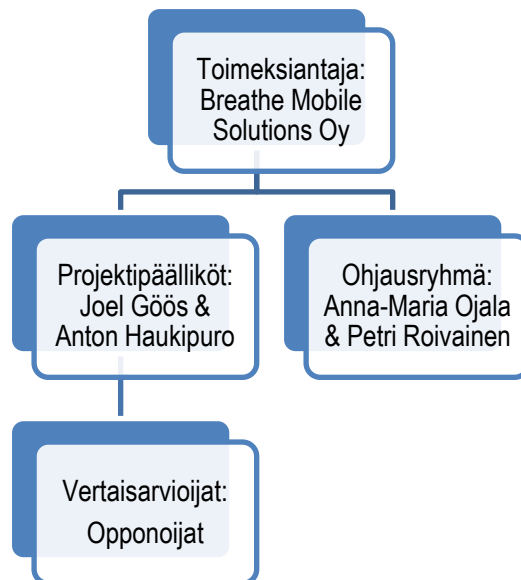 Toimeksiantaja:
Breathe Mobile
Solutions Oy
Projektipäälliköt:
Joel Göös &
Anton Haukipuro
Ohjausryhmä:
Anna-Maria Ojala
& Petri Roivainen
Vertaisarvioijat:
Opponoijat